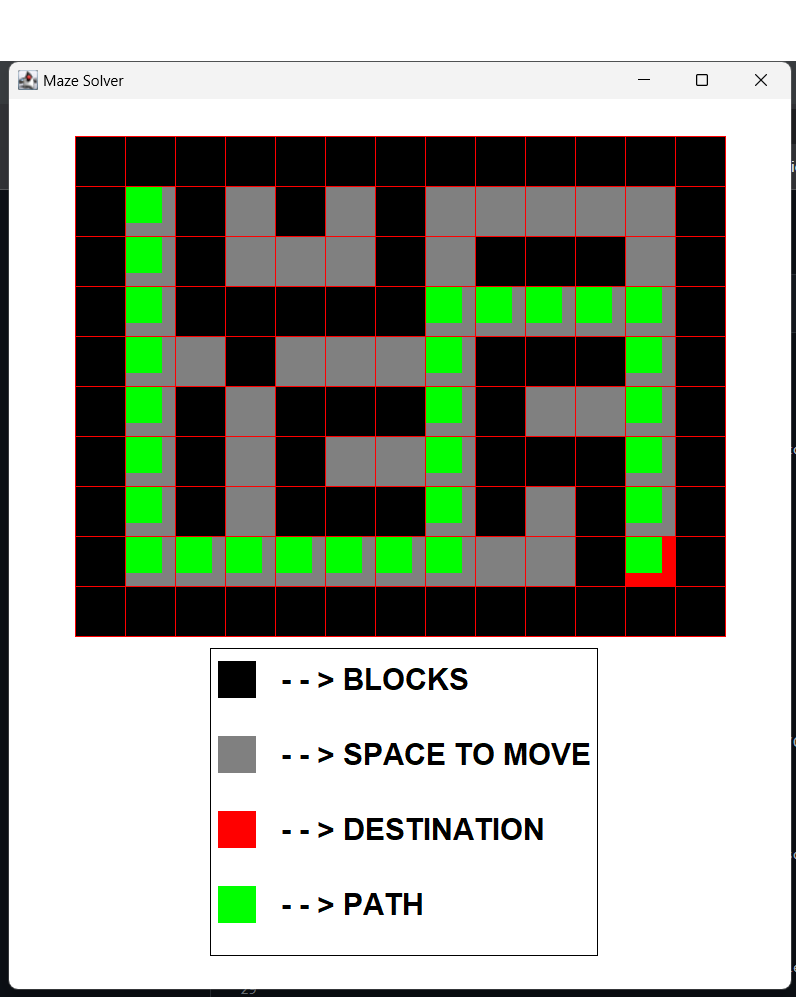 Maze Solver
- - > BLOCKS
- - > SPACE TO MOVE
- - > DESTINATION
- - > PATH